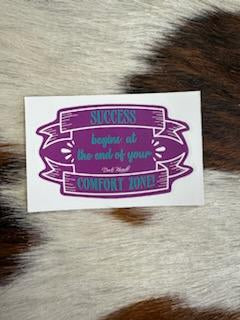 SUCCESS
begins at
the end of your
COMFORT ZONE!